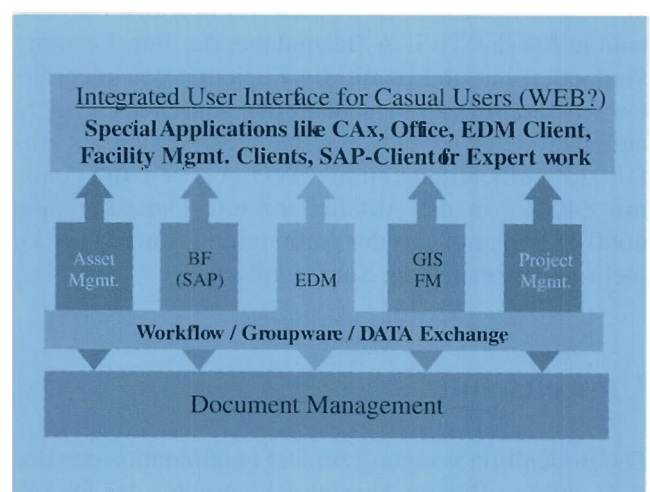 Integrated User Interface for Casual Users (WEB?)
Special Applications like CAx, Office, EDM Client,
Facility Mgmt. Clients, SAP-Client for Expert work
Asset
Mgmt.
BF
(SAP)
EDM
GIS
FM
Project
Mgmt.
Workflow / Groupware / DATA Exchange
Document Management